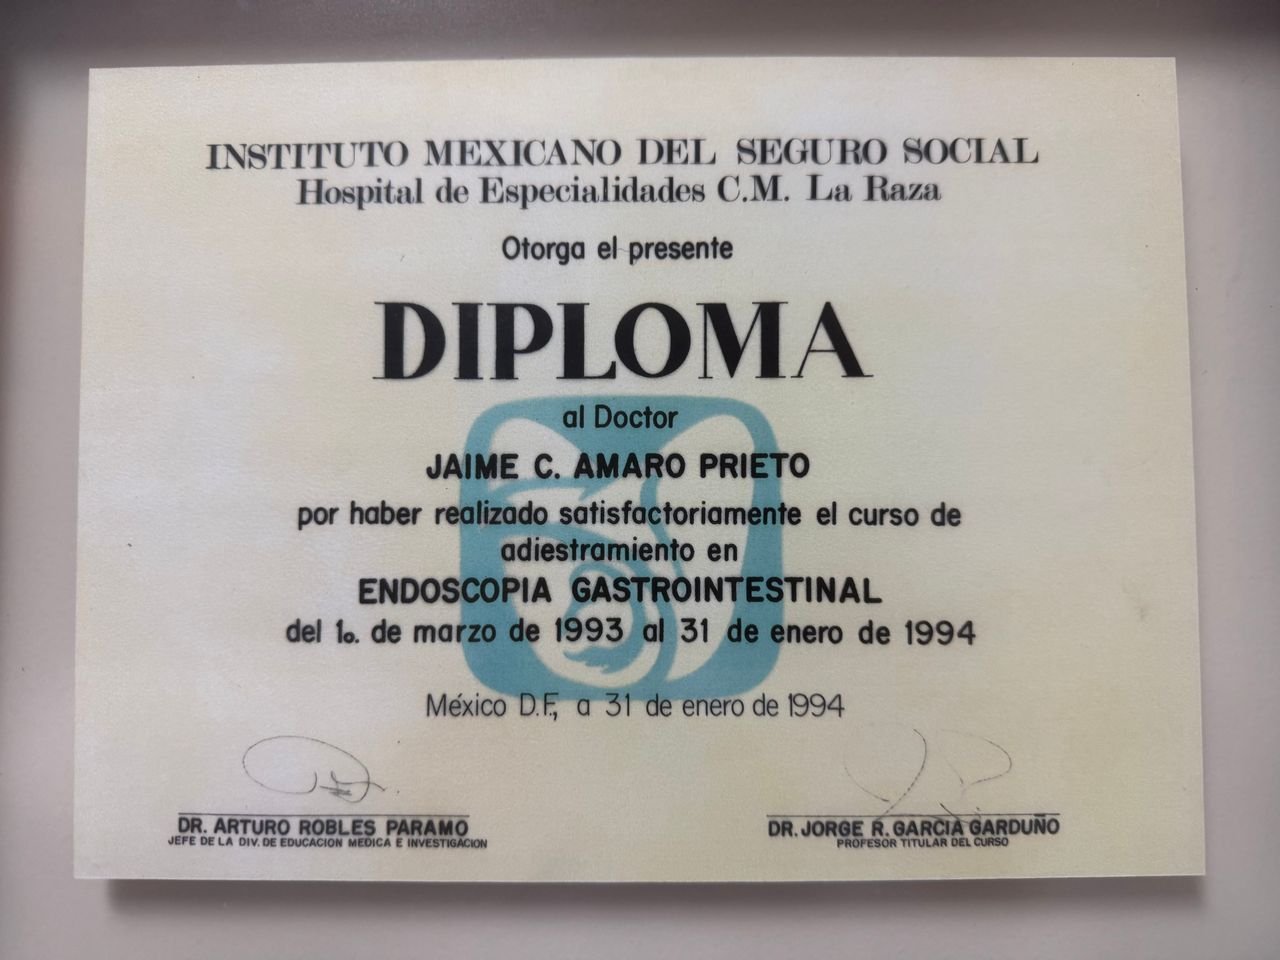 INSTITUTO MEXICANO DEL SEGURO SOCIAL
Hospital de Especialidades C.M. La Raza
Otorga el presente
DIPLOMA
al Doctor
JAIME C. AMARO PRIETO
por haber realizado satisfactoriamente el curso de
adiestramiento en
ENDOSCOPIA GASTROINTESTINAL
del 1o. de marzo de 1993 al 31 de enero de 1994
México D.F., a 31 de enero de 1994
DR. ARTURO ROBLES PARAMO
JEFE DE LA DIV. DE EDUCACION MEDICA E INVESTIGACION
DR. JORGE R. GARCIA GARDUÑO
PROFESOR TITULAR DEL CURSO